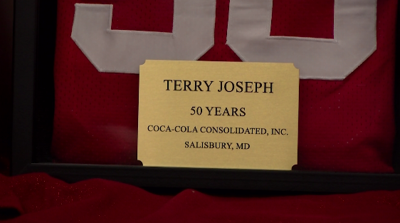 TERRY JOSEPH
50 YEARS
COCA-COLA CONSOLIDATED, INC.
SALISBURY, MD